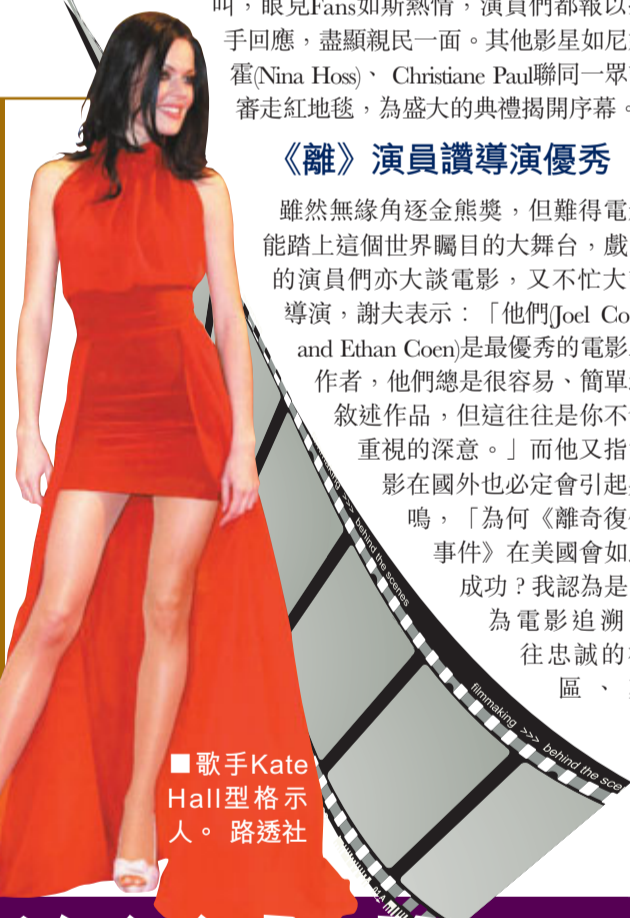 叫，眼見Fans如斯熱情，演員們都報以
手回應，盡顯親民一面。其他影星如尼
霍(Nina Hoss)、 Christiane Paul聯同一眾
審走紅地毯，為盛大的典禮揭開序幕。
《離》演員讚導演優秀
雖然無緣角逐金熊獎，但難得電
能踏上這個世界矚目的大舞台，戲
的演員們亦大談電影，又不忘大
導演，謝夫表示：「他們(Joel Co
and Ethan Coen)是最優秀的電影
作者，他們總是很容易、簡單
敘述作品，但這往往是你不
重視的深意。」而他又指
影在國外也必定會引起
鳴，「為何《離奇復
事件》在美國會如
成功？我認為是
為電影追溯
往忠誠的
區、
behind the scenes
filmmaking >>> behind the sce
■歌手Kate
Hall型格示
人。 路透社